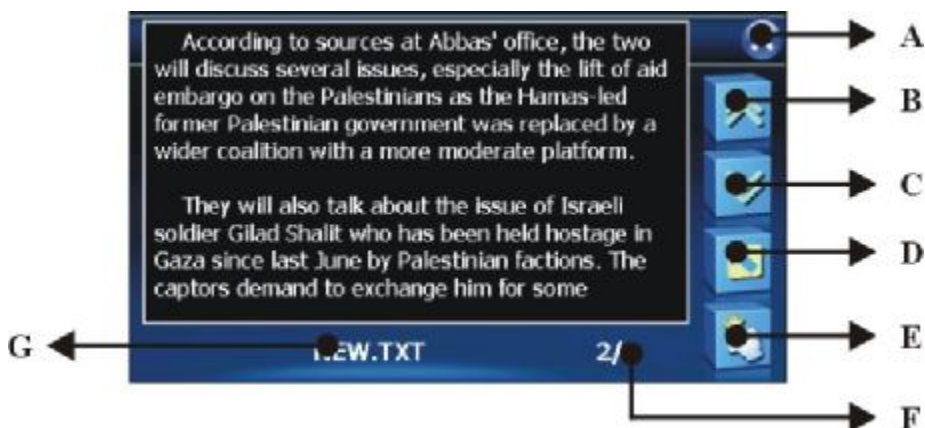 According to sources at Abbas' office, the two
will discuss several issues, especially the lift of aid
embargo on the Palestinians as the Hamas-led
former Palestinian government was replaced by a
wider coalition with a more moderate platform.
They will also talk about the issue of Israeli
soldier Gilad Shalit who has been held hostage in
Gaza since last June by Palestinian factions. The
captors demand to exchange him for some
A
B
C
D
E
F
G
NEW.TXT
2/